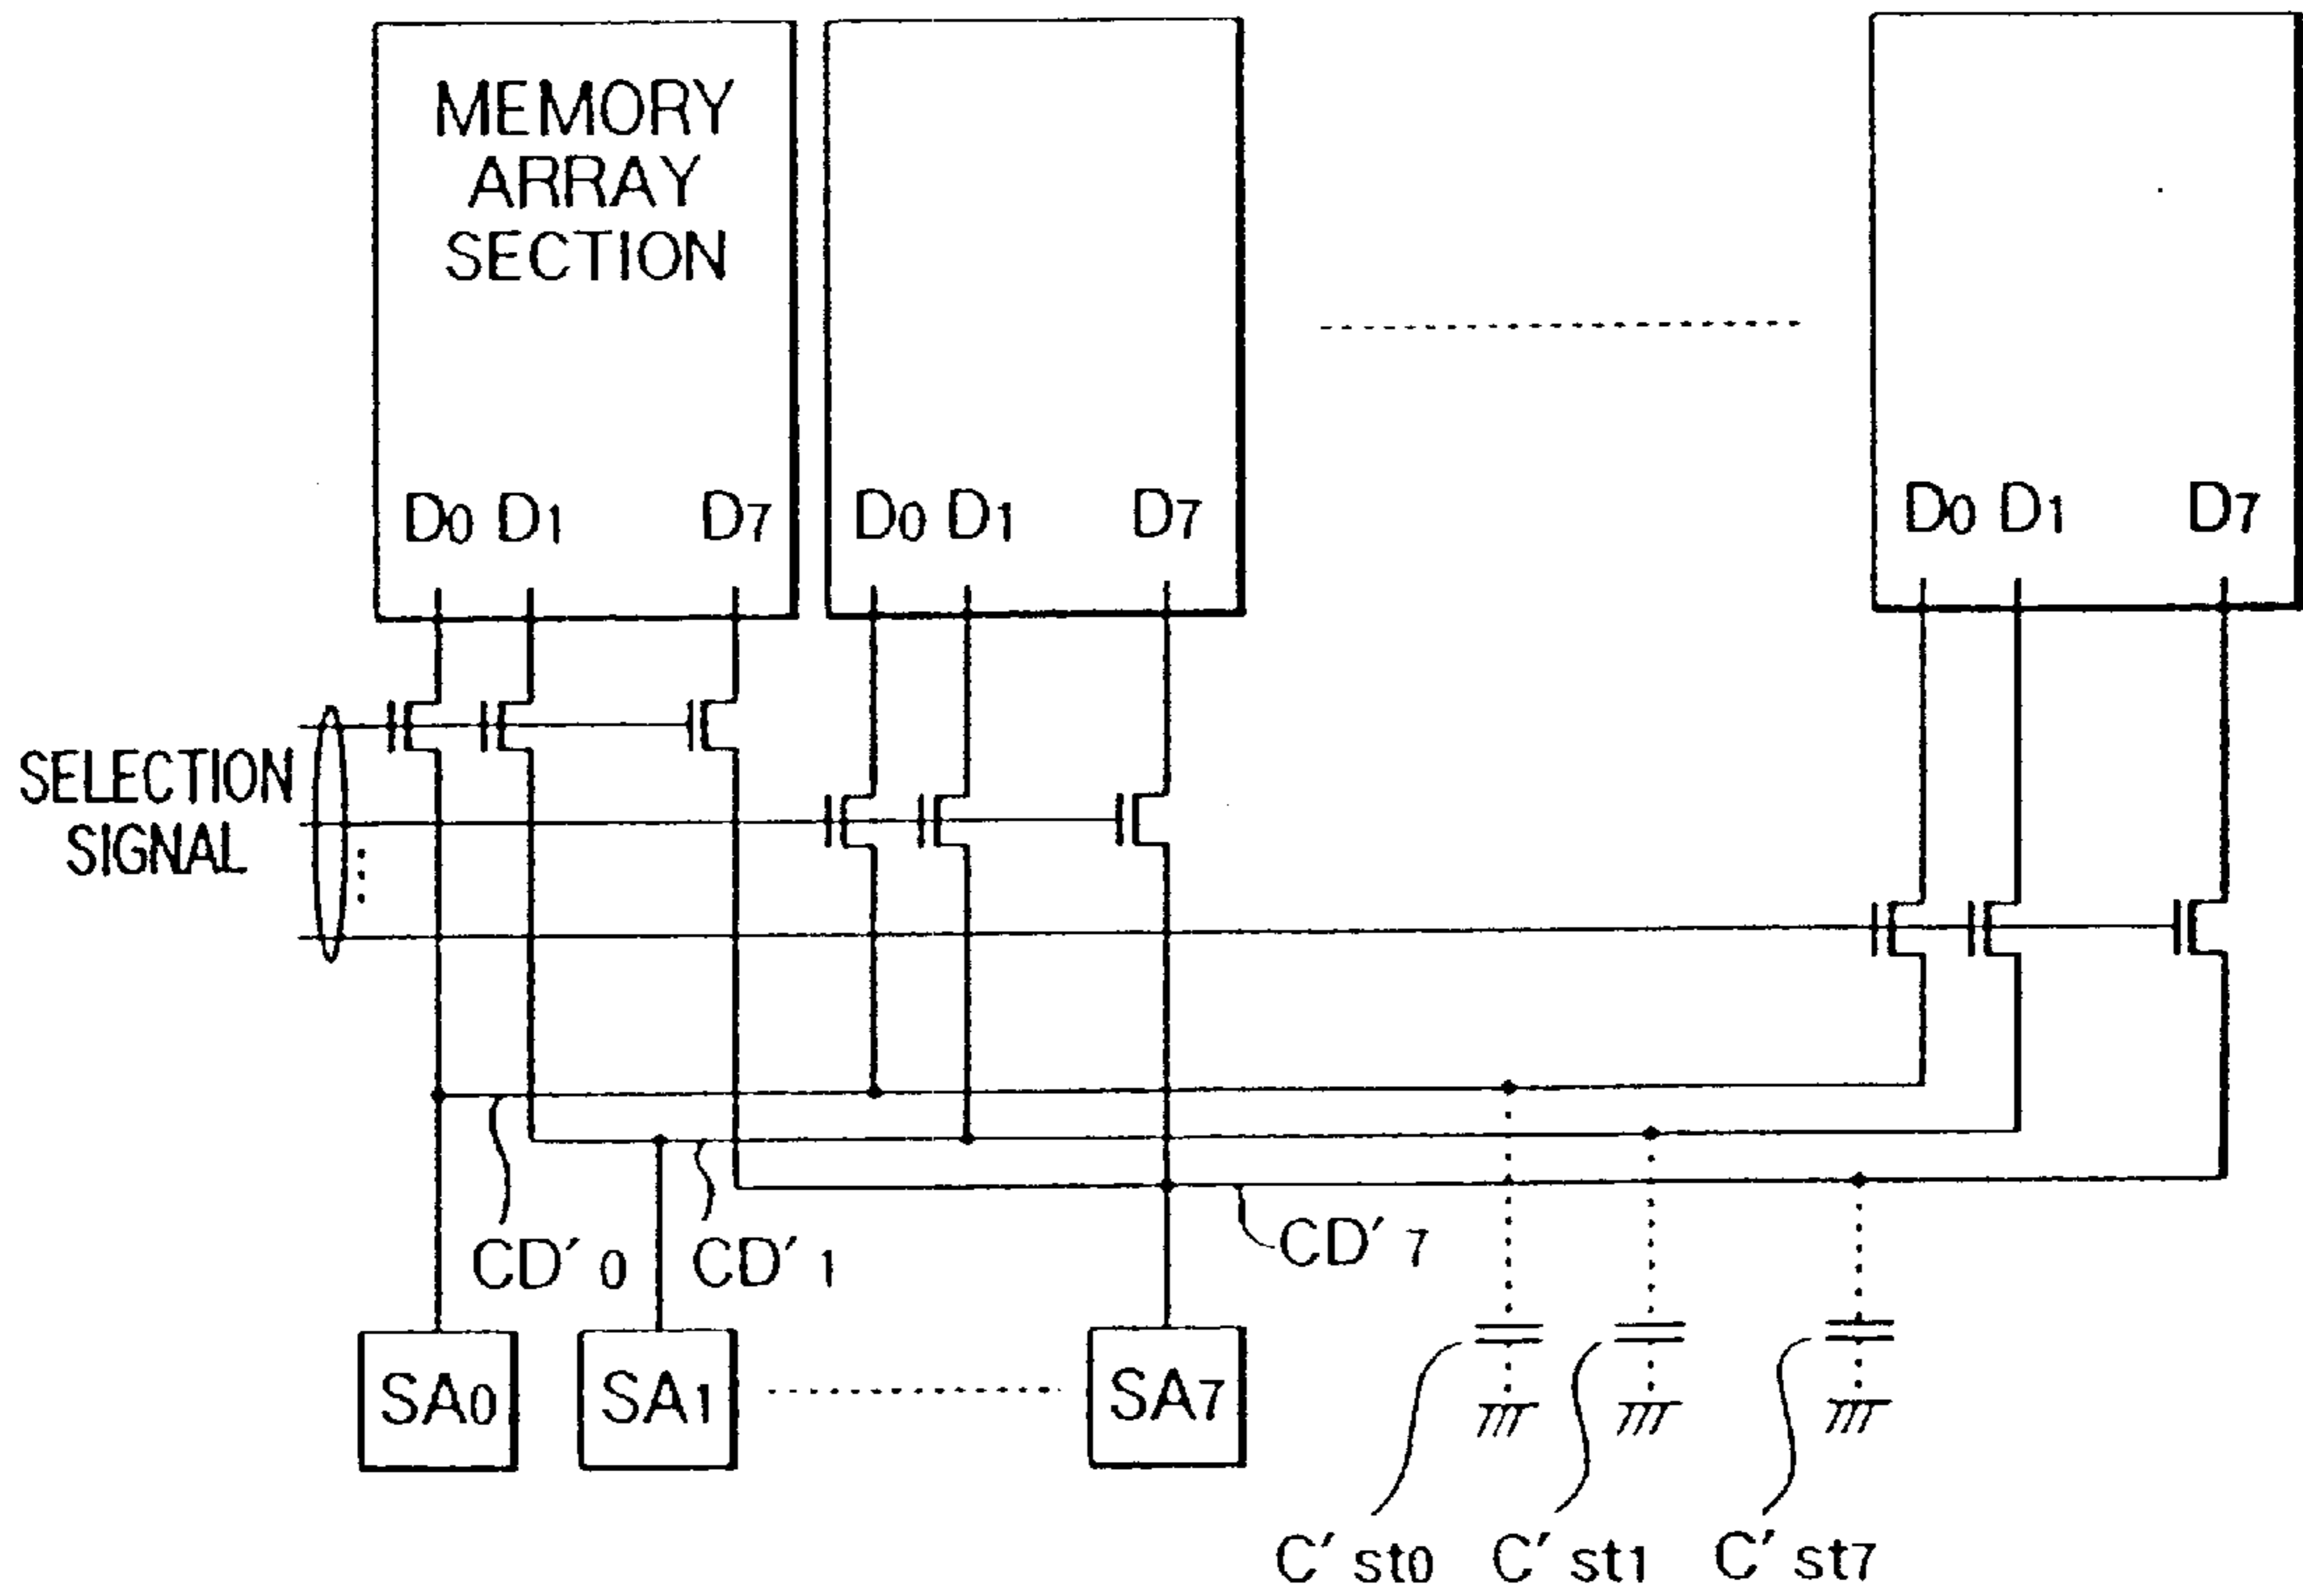 MEMORY
ARRAY
SECTION
D0 D1 D7
D0 D1 D7
D0 D1 D7
SELECTION
SIGNAL
CD'0
CD'1
CD'7
SA0
SA1
SA7
C'st0
C'st1
C'st7